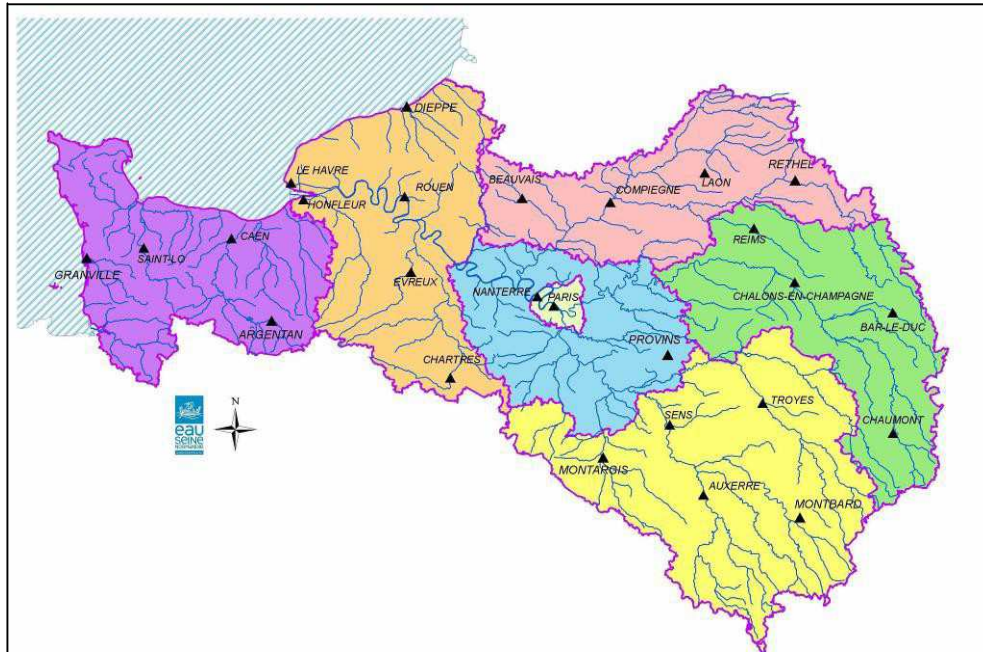 DIEPPE
LE HAVRE
ROUEN
HONFLEUR
BEAUVAIS
COMPIEGNE
LAON
RETHEL
CAEN
SAINT-LO
GRANVILLE
ARGENTAN
EVREUX
CHARTRES
NANTERRE
PARIS
PROVINS
REIMS
CHALONS-EN-CHAMPAGNE
BAR-LE-DUC
CHAUMONT
TROYES
SENS
MONTARGIS
AUXERRE
MONTBARD
N
eau
SEINE